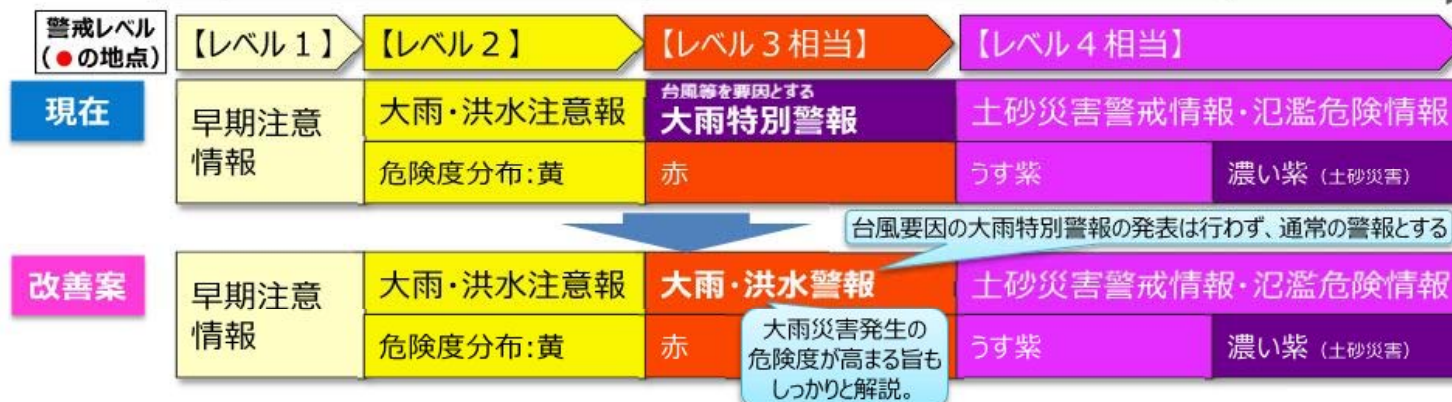 警戒レベル
(●の地点)
【レベル１】
【レベル２】
【レベル３相当】
【レベル４相当】
現在
早期注意
情報
大雨・洪水注意報
台風等を要因とする
大雨特別警報
土砂災害警戒情報・氾濫危険情報
危険度分布:黄
赤
うす紫
濃い紫（土砂災害）
台風要因の大雨特別警報の発表は行わず、通常の警報とする
改善案
早期注意
情報
大雨・洪水注意報
大雨・洪水警報
土砂災害警戒情報・氾濫危険情報
危険度分布:黄
赤
大雨災害発生の
危険度が高まる旨も
しっかりと解説。
うす紫
濃い紫（土砂災害）